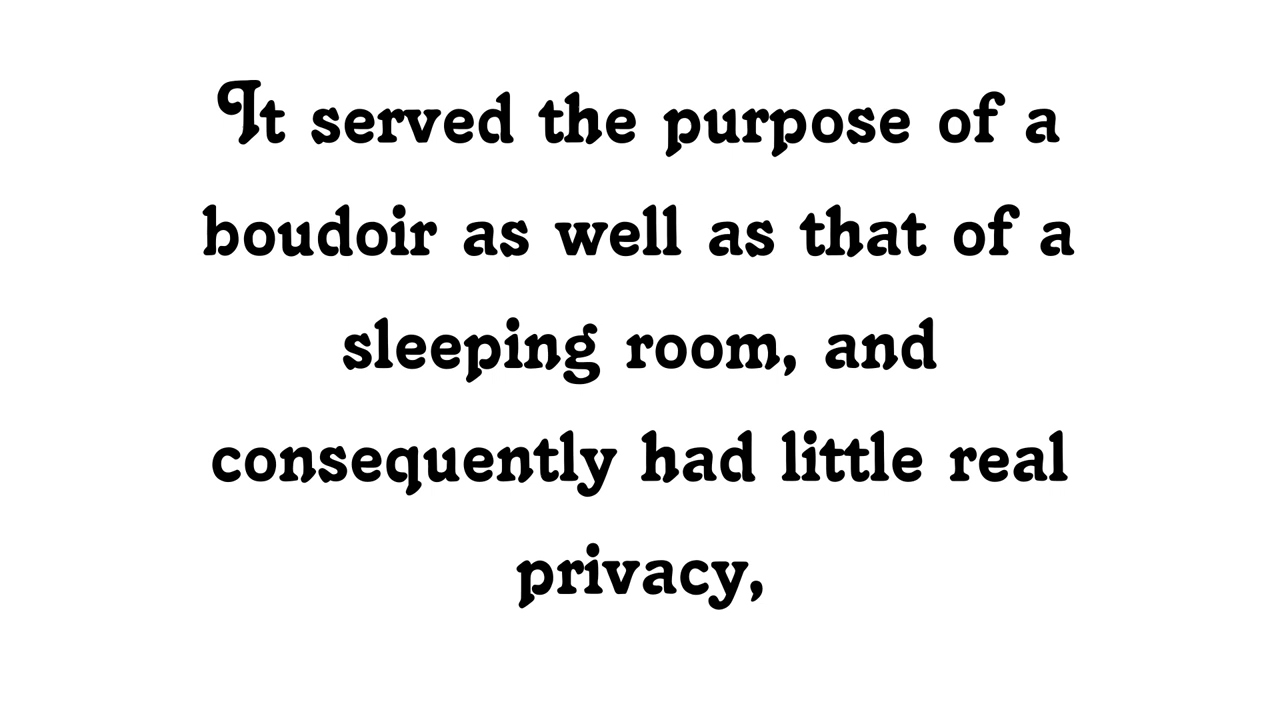 It served the purpose of a
boudoir as well as that of a
sleeping room, and
consequently had little real
privacy,